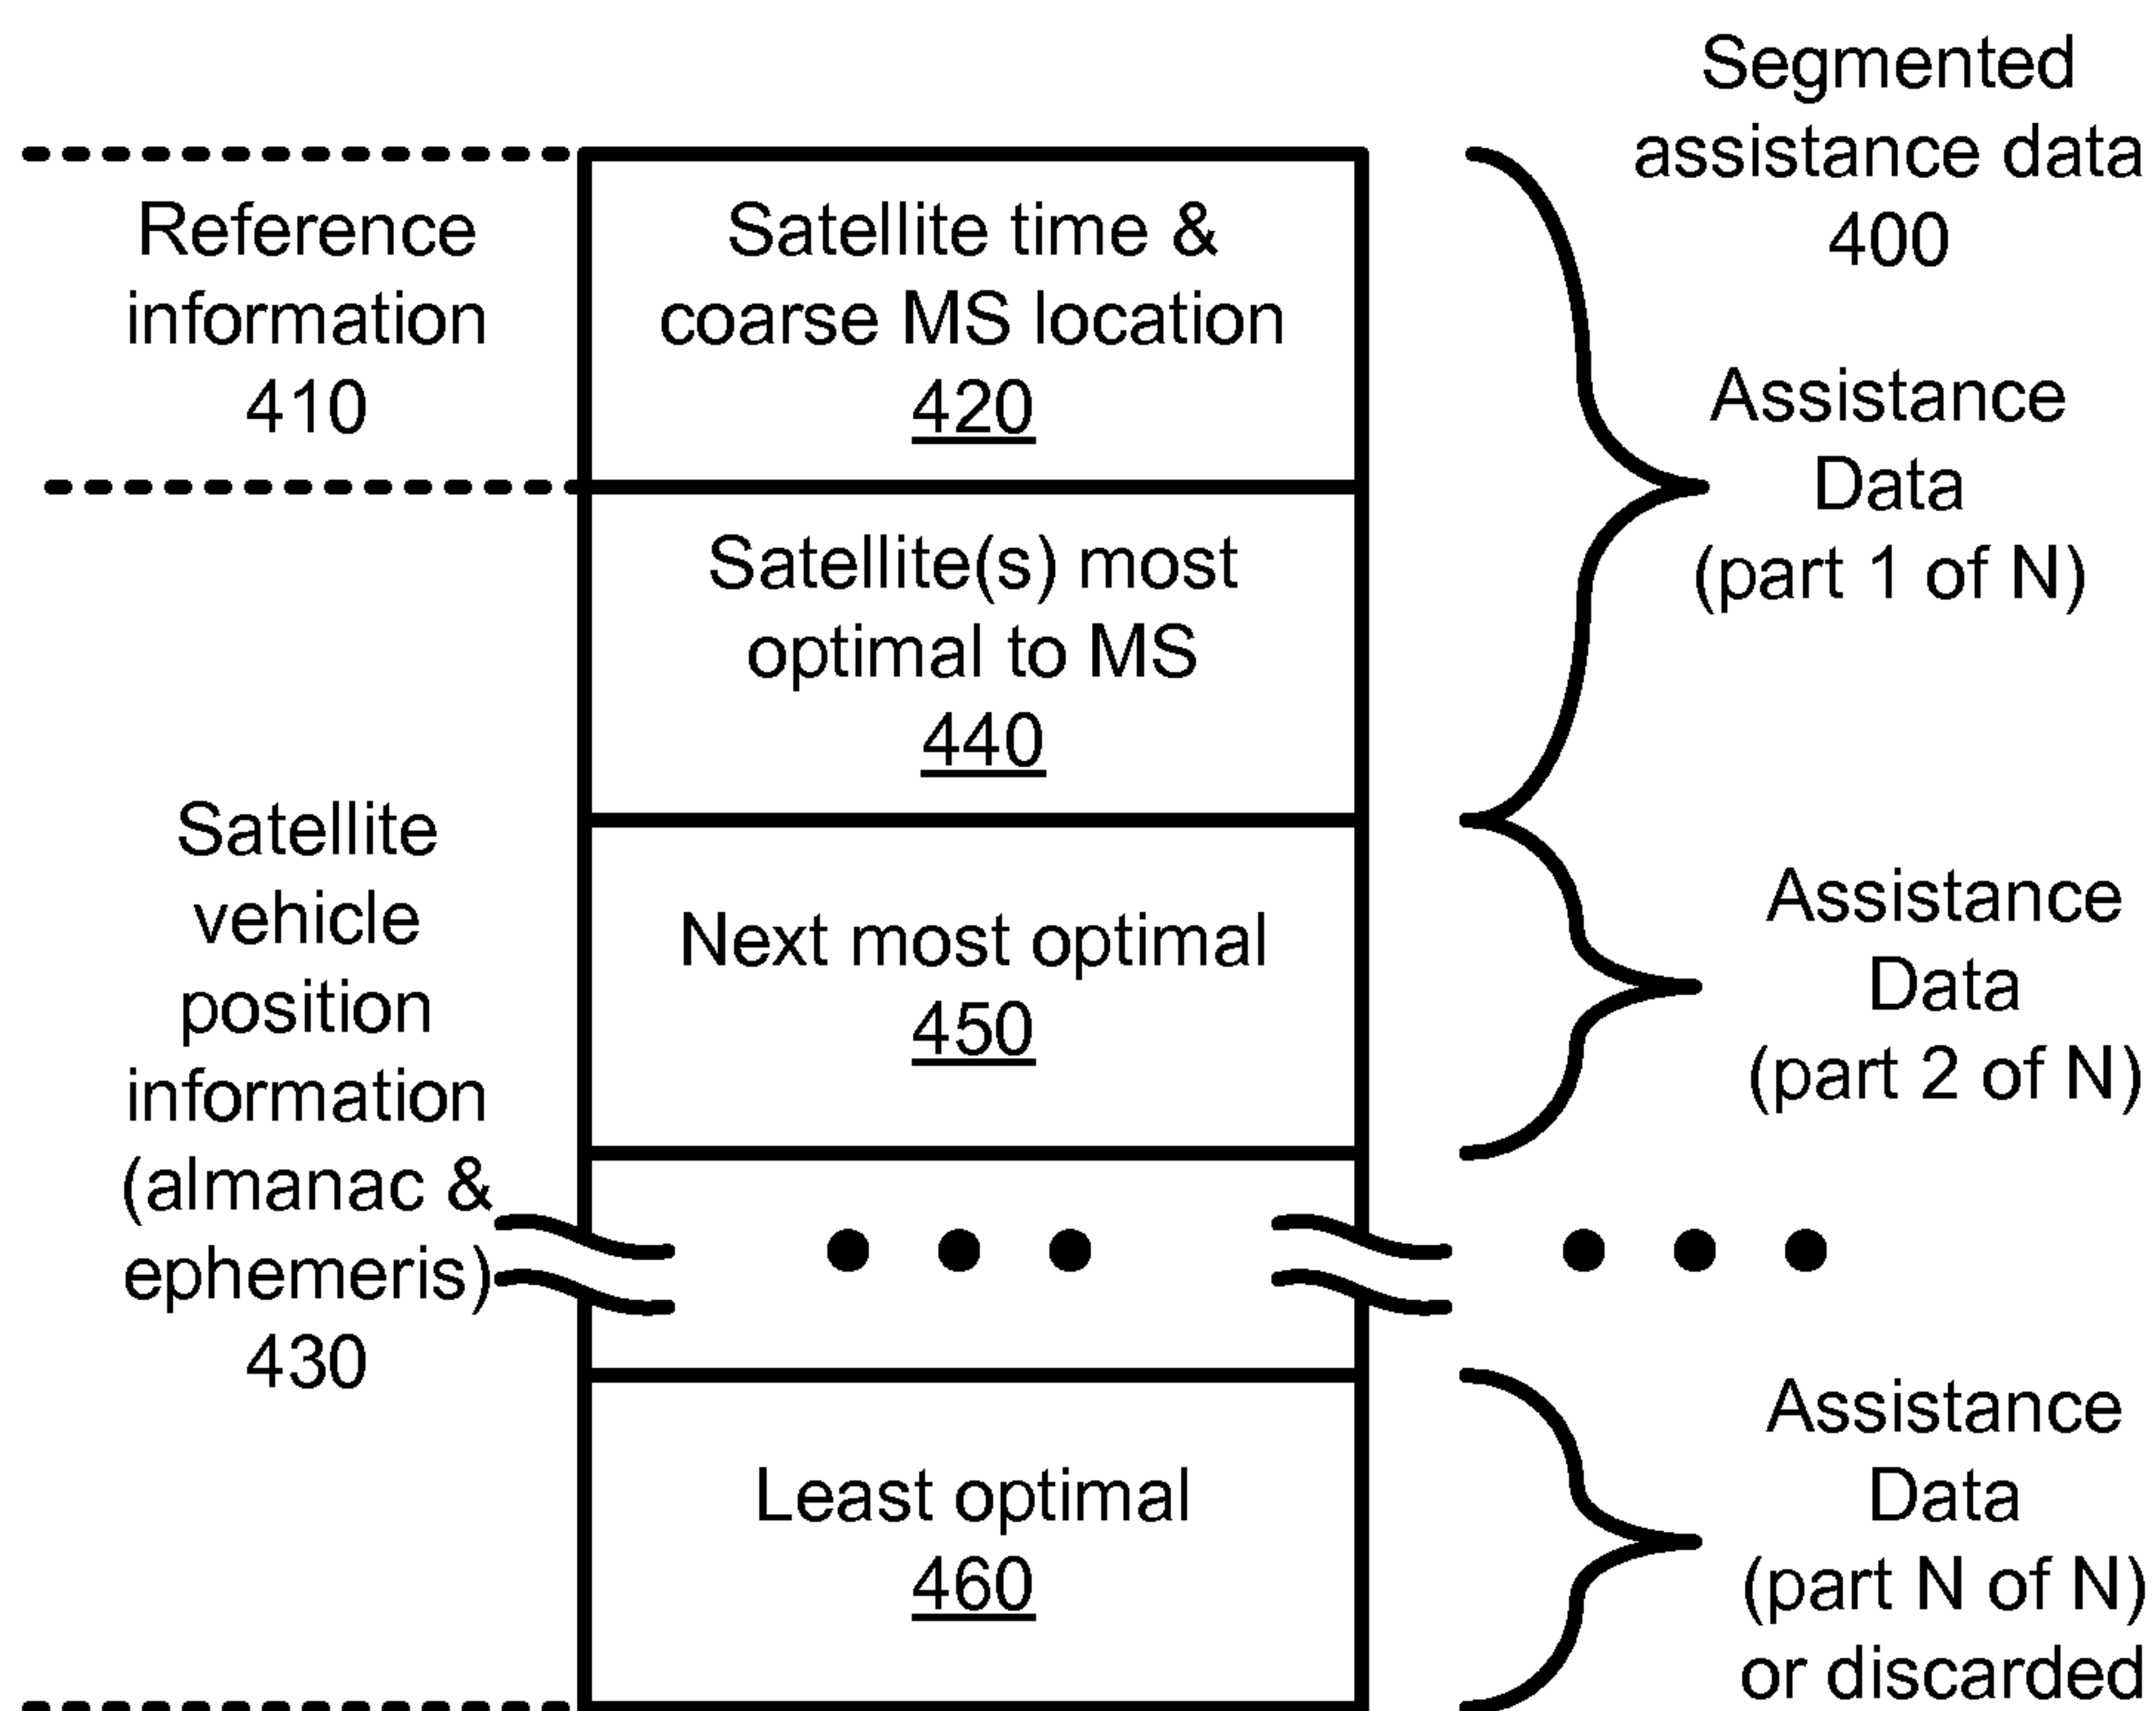 Segmented
assistance data
400
Reference
information
410
Satellite time &
coarse MS location
420
Assistance
Data
(part 1 of N)
Satellite(s) most
optimal to MS
440
Satellite
vehicle
position
information
(almanac &
ephemeris)
430
Next most optimal
450
Assistance
Data
(part 2 of N)
Least optimal
460
Assistance
Data
(part N of N)
or discarded